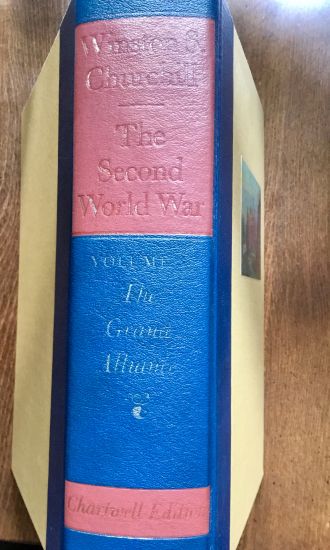 Winston S.
Churchill
The
Second
World War
VOLUME
The
Grand
Alliance
Chartwell Edition